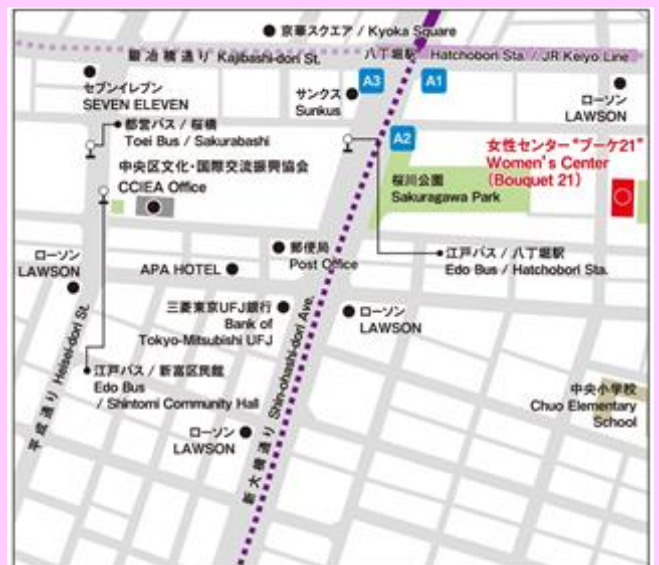 京華スクエア / Kyoka Square
鍛冶橋通り Kajibashi-dori St.
八丁堀駅 Hatchobori Sta. / JR Keiyo Line
セブンイレブン
SEVEN ELEVEN
サンクス
Sunkus
A3
A1
A2
ローソン
LAWSON
都営バス / 桜橋
Toei Bus / Sakurabashi
女性センター“ブーケ21”
Women's Center
(Bouquet 21)
中央区文化・国際交流振興協会
CCIEA Office
桜川公園
Sakuragawa Park
郵便局
Post Office
江戸バス / 八丁堀駅
Edo Bus / Hatchobori Sta.
ローソン
LAWSON
APA HOTEL
三菱東京UFJ銀行
Bank of
Tokyo-Mitsubishi UFJ
ローソン
LAWSON
江戸バス / 新富区民館
Edo Bus
/ Shintomi Community Hall
平成通り Heisei-dori St.
中央小学校
Chuo Elementary
School
ローソン
LAWSON
新大橋通り Shin-ohashi-dori Ave.